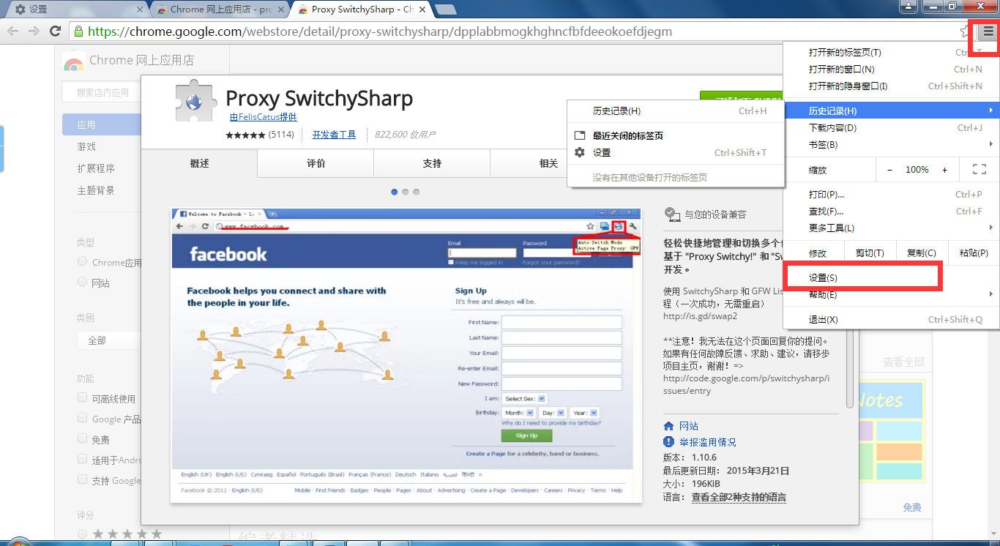 设置
Chrome 网上应用店 - pro
Proxy SwitchySharp - Ch
https://chrome.google.com/webstore/detail/proxy-switchysharp/dpplabbmogkhghncfbfdeeokoefdjegm
Chrome 网上应用店
搜索店内应用
应用
游戏
扩展程序
主题背景
类型
Chrome应用
网站
类别
全部
功能
可离线使用
Google 产品
免费
适用于Andro
支持 Google
评分
Proxy SwitchySharp
由FelisCatus提供
(5114)
开发者工具
822,600 位用户
概述
评价
支持
相关
Welcome to Facebook - Lo
www.facebook.com
Auto Switch Mode
Active Page Proxy: GFW
facebook
Email
Password
Keep me logged in
Forgot your password?
Facebook helps you connect and share with
the people in your life.
Sign Up
It's free and always will be.
First Name:
Last Name:
Your Email:
Re-enter Email:
New Password:
I am:
Select Sex:
Birthday:
Month:
Day:
Year:
Why do I need to provide my birthday?
Sign Up
Create a Page for a celebrity, band or business.
English (UK) English (US) Cymraeg Español Português (Brasil) Français (France) Deutsch Italiano العربية हिन्दी »
Facebook © 2011 · English (US)
Mobile · Find Friends · Badges · People · Pages · About · Advertising · Create a Page · Developers · Careers · Privacy · Terms · Help
与您的设备兼容
轻松快捷地管理和切换多个
基于 "Proxy Switchy!" 和 "Sw
开发。
使用 SwitchySharp 和 GFW Lis
程（一次成功，无需重启）
http://is.gd/swap2
**注意！我无法在这个页面回复你的提问。
如果有任何故障反馈、求助、建议，请移步
项目主页，谢谢！=>
http://code.google.com/p/switchysharp/i
ssues/entry
网站
举报滥用情况
版本： 1.10.6
最后更新日期： 2015年3月21日
大小： 196KiB
语言： 查看全部2种支持的语言
历史记录(H) Ctrl+H
最近关闭的标签页
设置 Ctrl+Shift+T
没有在其他设备打开的标签页
打开新的标签页(T) Ctrl+T
打开新的窗口(N) Ctrl+N
打开新的隐身窗口(I) Ctrl+Shift+N
历史记录(H)
下载内容(D) Ctrl+J
书签(B)
缩放 − 100% +
打印(P)... Ctrl+P
查找(F)... Ctrl+F
更多工具(L)
修改 剪切(T) 复制(C) 粘贴(P)
设置(S)
帮助(E)
退出(X) Ctrl+Shift+Q
查看全部
Notes
免费
编者精选